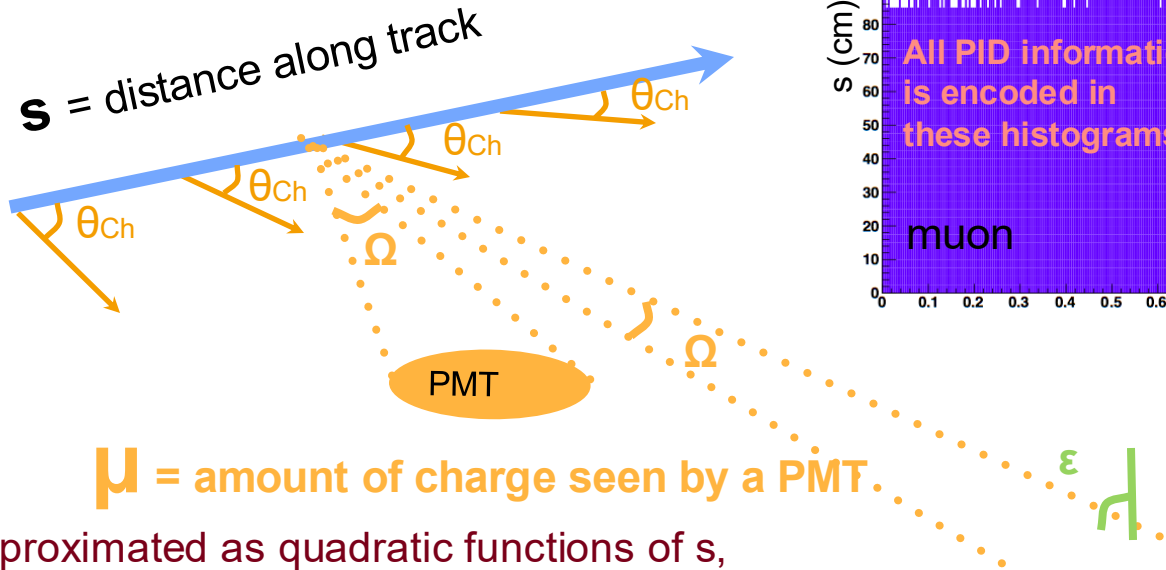 s = distance along track
θCh
θCh
θCh
θCh
Ω
Ω
PMT
μ = amount of charge seen by a PMT
ε
proximated as quadratic functions of s,
s (cm)
80
70
60
50
40
30
20
10
0
All PID informati
is encoded in
these histograms
muon
0 0.1 0.2 0.3 0.4 0.5 0.6